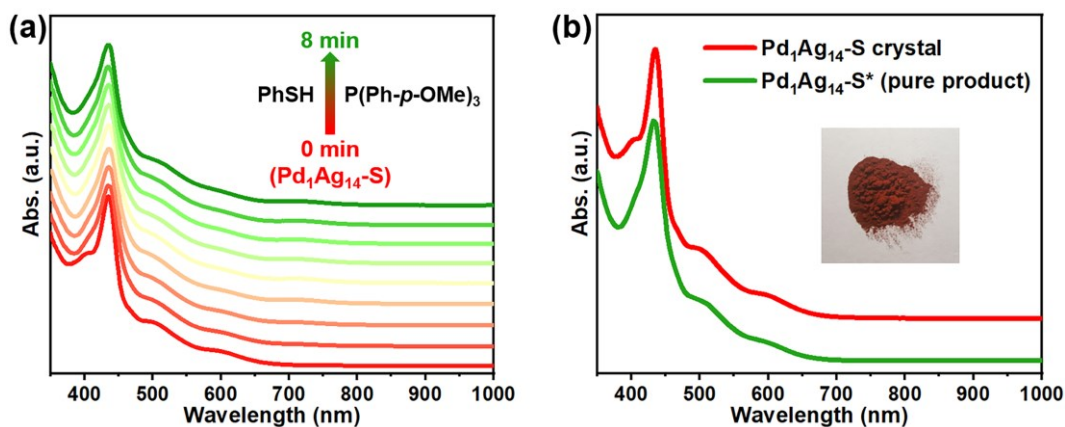 (a)
8 min
PhSH P(Ph-p-OMe)₃
0 min
(Pd₁Ag₁₄-S)
Abs. (a.u.)
400 500 600 700 800 900 1000
Wavelength (nm)
(b)
Pd₁Ag₁₄-S crystal
Pd₁Ag₁₄-S* (pure product)
Abs. (a.u.)
400 500 600 700 800 900 1000
Wavelength (nm)